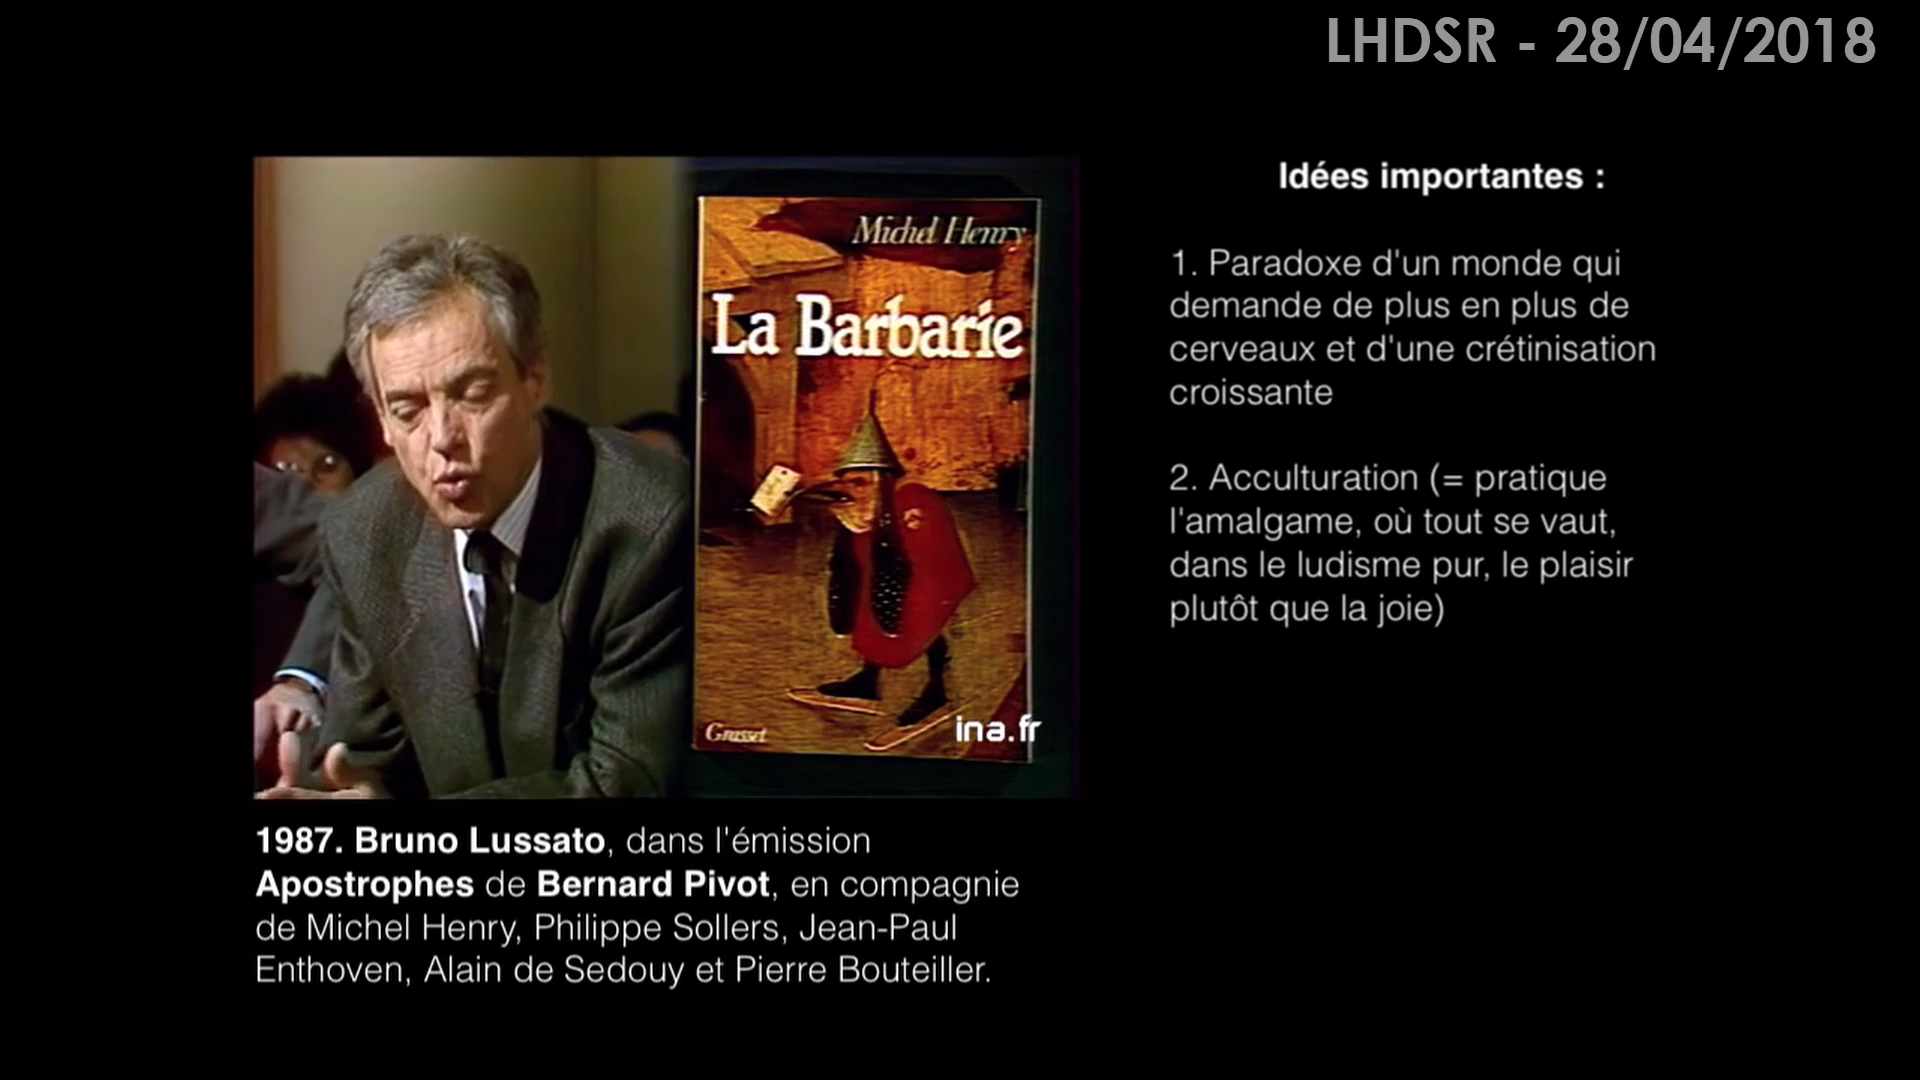 LHDSR - 28/04/2018
Michel Henry
La Barbarie
Grasset
ina.fr
1987. Bruno Lussato, dans l'émission
Apostrophes de Bernard Pivot, en compagnie
de Michel Henry, Philippe Sollers, Jean-Paul
Enthoven, Alain de Sedouy et Pierre Bouteiller.
Idées importantes :
1. Paradoxe d'un monde qui
demande de plus en plus de
cerveaux et d'une crétinisation
croissante
2. Acculturation (= pratique
l'amalgame, où tout se vaut,
dans le ludisme pur, le plaisir
plutôt que la joie)